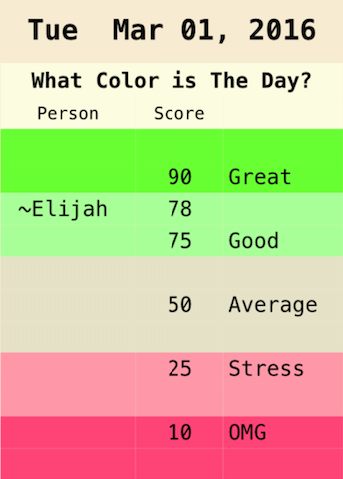 Tue  Mar 01, 2016
What Color is The Day?
Person Score
90 Great
~Elijah 78
75 Good
50 Average
25 Stress
10 OMG